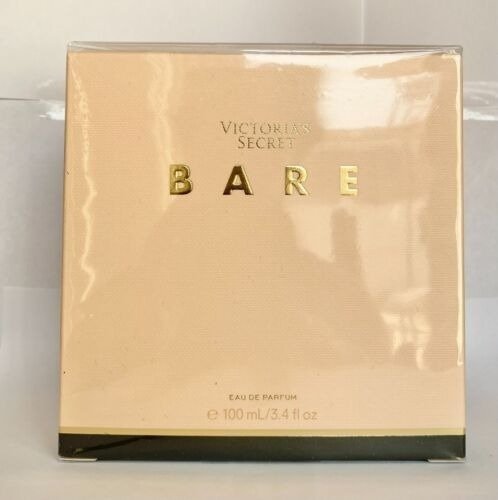 VICTORIA'S
SECRET
BARE
EAU DE PARFUM
℮ 100 mL/3.4 fl oz